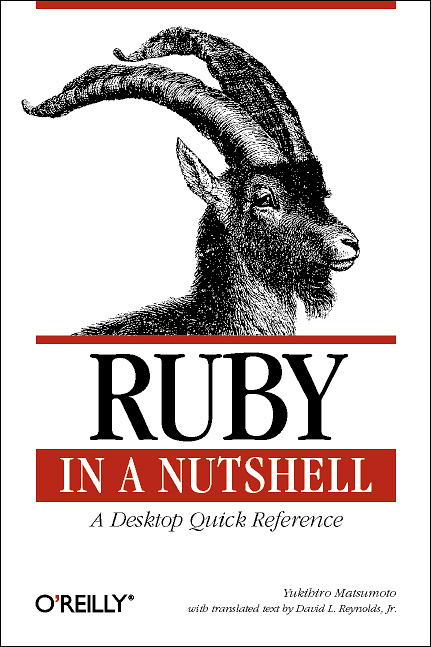 RUBY
IN A NUTSHELL
A Desktop Quick Reference
Yukihiro Matsumoto
O'REILLY®
with translated text by David L. Reynolds, Jr.